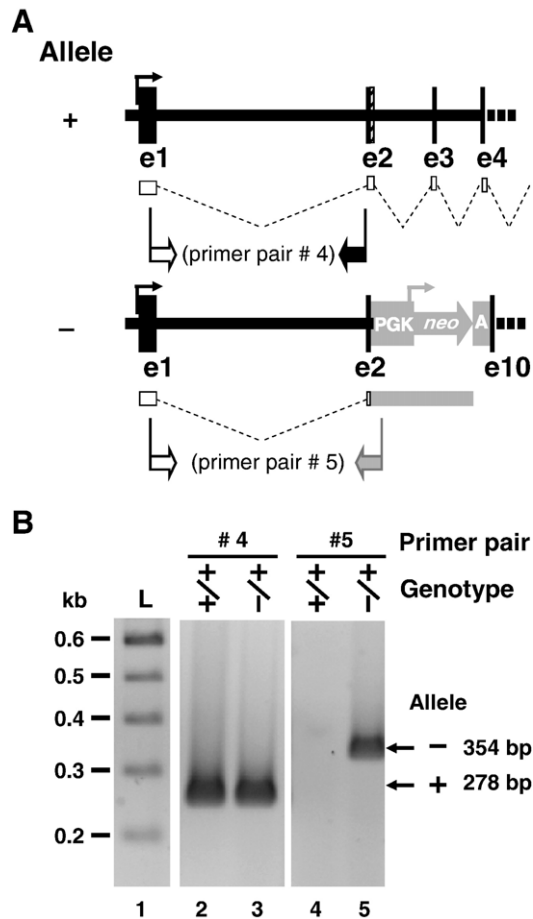 A
Allele
+
e1 e2 e3 e4
(primer pair # 4)
−
PGK neo A
e1 e2 e10
(primer pair # 5)
B
# 4 #5 Primer pair
+/+ +/− +/+ +/− Genotype
kb L
0.6
0.5
0.4 Allele
− 354 bp
0.3
+ 278 bp
0.2
1 2 3 4 5